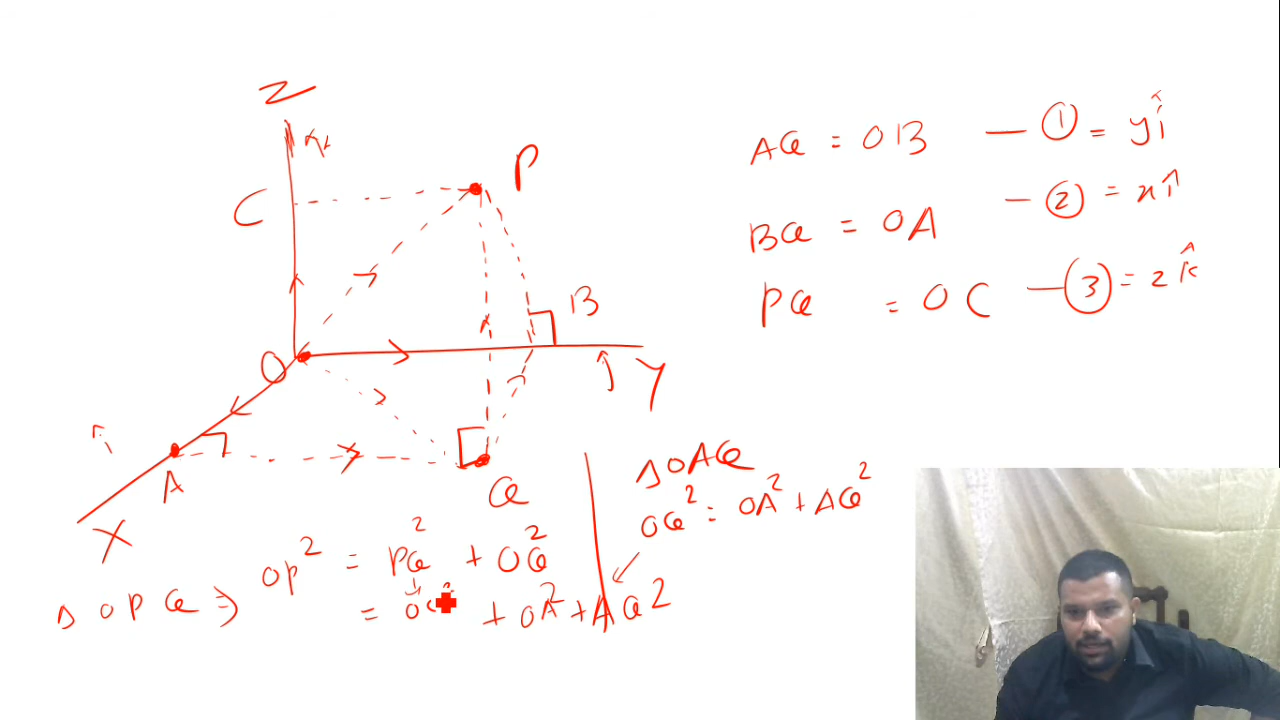 Z
C
P
B
O
Y
A
Q
X
AQ = OB — ① = yĵ
BQ = OA — ② = xî
PQ = OC — ③ = zk̂
ΔOAQ
OQ² = OA² + AQ²
ΔOPQ ⇒ OP² = PQ² + OQ²
= OC² + OA² + AQ²